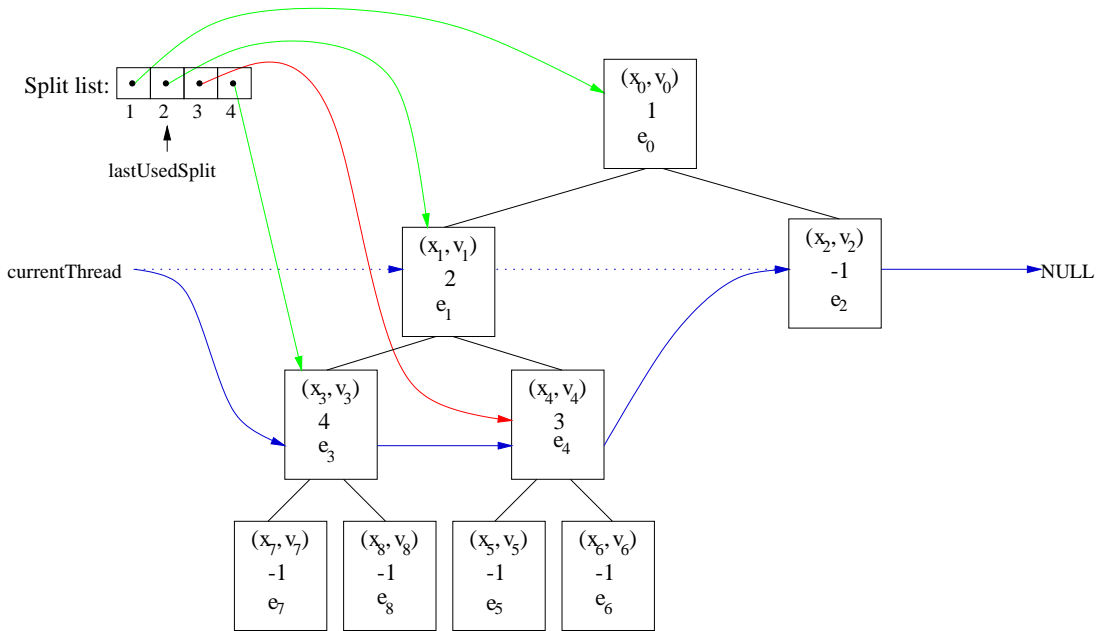 Split list:
1 2 3 4
lastUsedSplit
(x₀, v₀)
1
e₀
currentThread
(x₁, v₁)
2
e₁
(x₂, v₂)
-1
e₂
NULL
(x₃, v₃)
4
e₃
(x₄, v₄)
3
e₄
(x₇, v₇)
-1
e₇
(x₈, v₈)
-1
e₈
(x₅, v₅)
-1
e₅
(x₆, v₆)
-1
e₆